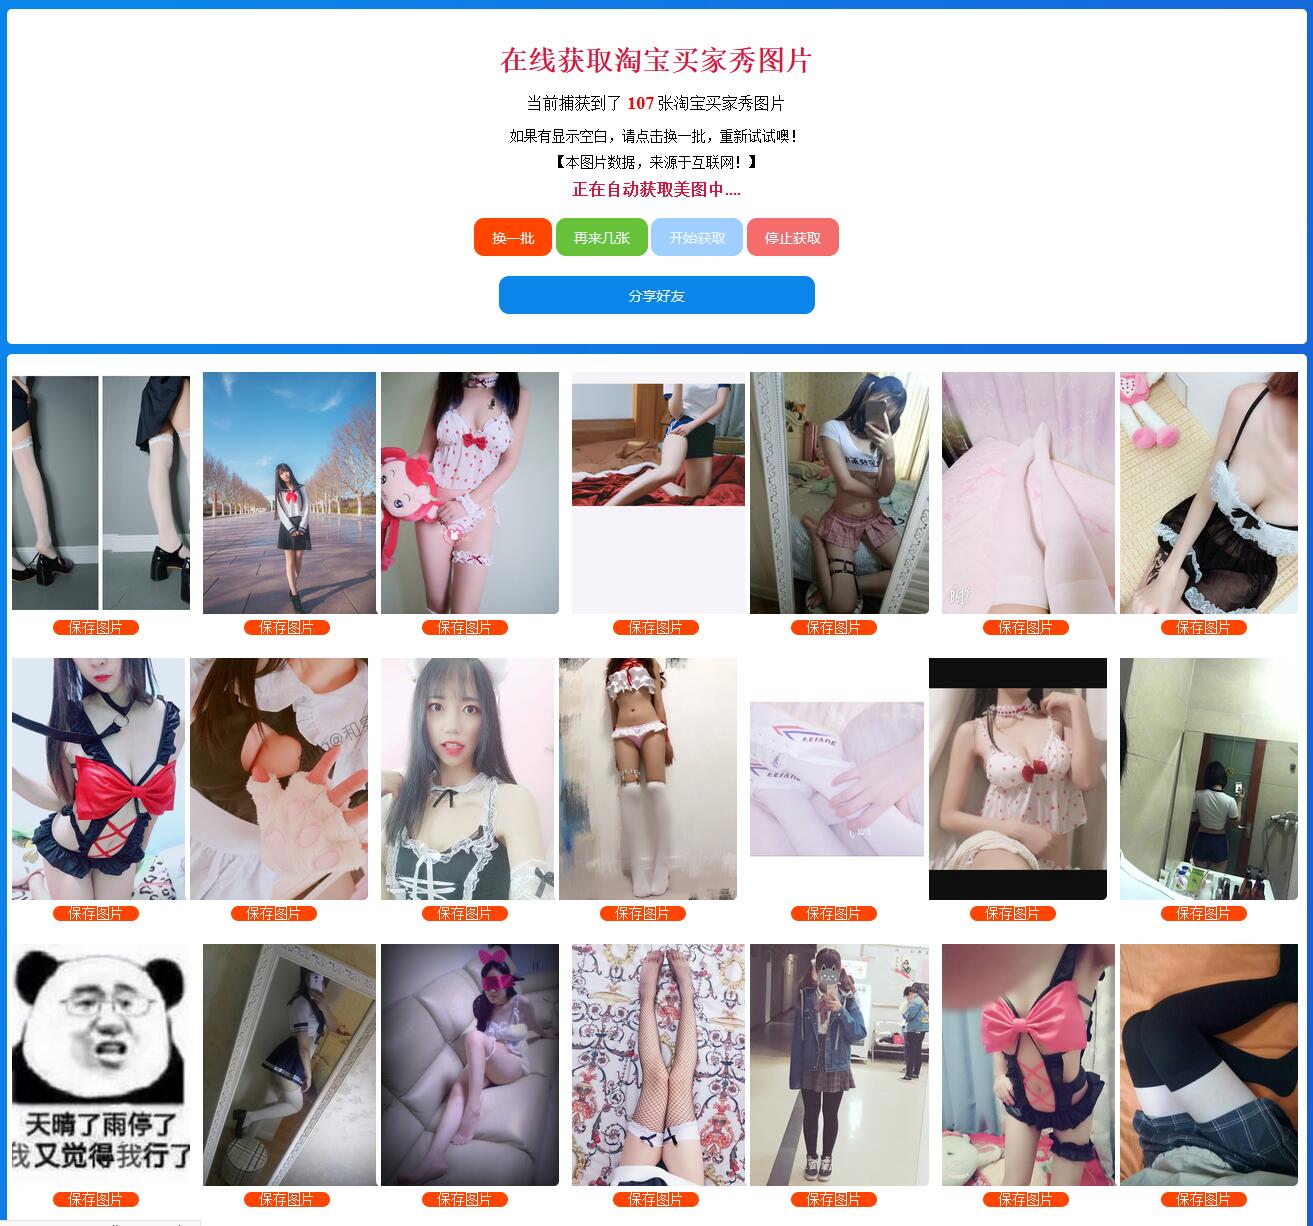 在线获取淘宝买家秀图片
当前捕获到了 107 张淘宝买家秀图片
如果有显示空白，请点击换一批，重新试试噢！
【本图片数据，来源于互联网！】
正在自动获取美图中....
换一批 再来几张 开始获取 停止获取
分享好友
B612
保存图片 保存图片 保存图片 保存图片 保存图片 保存图片 保存图片
LEIADE
保存图片 保存图片 保存图片 保存图片 保存图片 保存图片 保存图片
天晴了雨停了
我又觉得我行了
保存图片 保存图片 保存图片 保存图片 保存图片 保存图片 保存图片